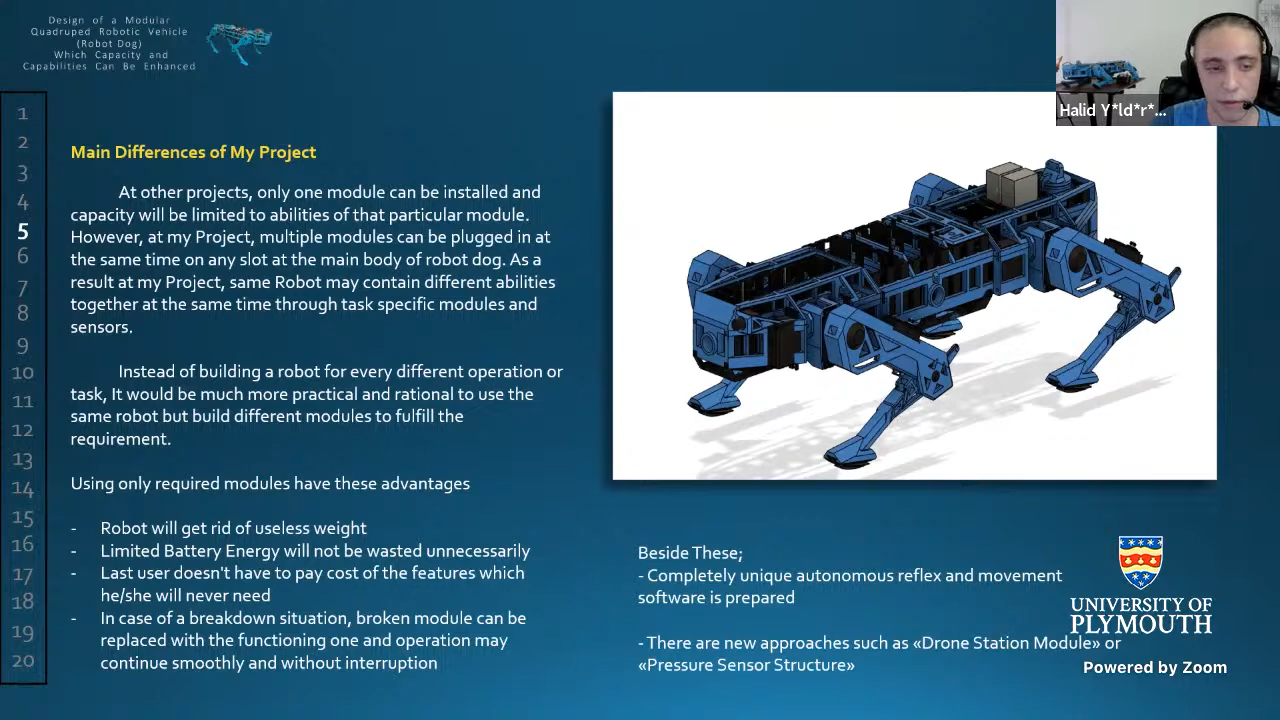 Design of a Modular
Quadruped Robotic Vehicle
(Robot Dog)
Which Capacity and
Capabilities Can Be Enhanced
Halid Y*ld*r*...
1
2
3
4
5
6
7
8
9
10
11
12
13
14
15
16
17
18
19
20
Main Differences of My Project
At other projects, only one module can be installed and
capacity will be limited to abilities of that particular module.
However, at my Project, multiple modules can be plugged in at
the same time on any slot at the main body of robot dog. As a
result at my Project, same Robot may contain different abilities
together at the same time through task specific modules and
sensors.
Instead of building a robot for every different operation or
task, It would be much more practical and rational to use the
same robot but build different modules to fulfill the
requirement.
Using only required modules have these advantages
- Robot will get rid of useless weight
- Limited Battery Energy will not be wasted unnecessarily
- Last user doesn't have to pay cost of the features which
he/she will never need
- In case of a breakdown situation, broken module can be
replaced with the functioning one and operation may
continue smoothly and without interruption
Beside These;
- Completely unique autonomous reflex and movement
software is prepared
- There are new approaches such as «Drone Station Module» or
«Pressure Sensor Structure»
UNIVERSITY OF
PLYMOUTH
Powered by Zoom